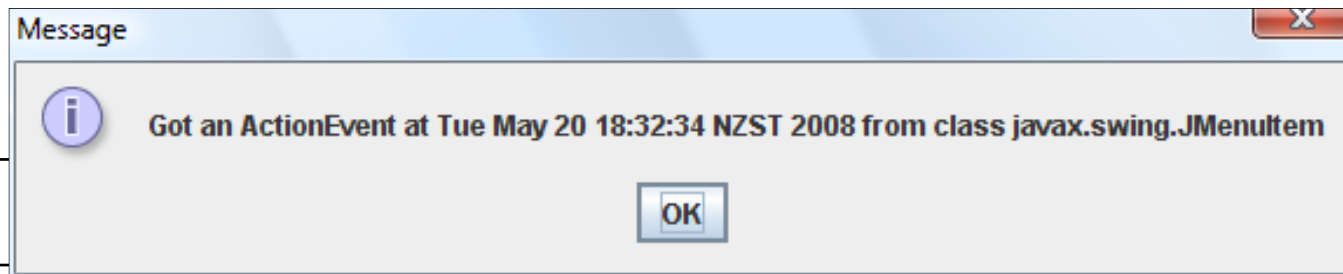 Message
Got an ActionEvent at Tue May 20 18:32:34 NZST 2008 from class javax.swing.JMenuItem
OK